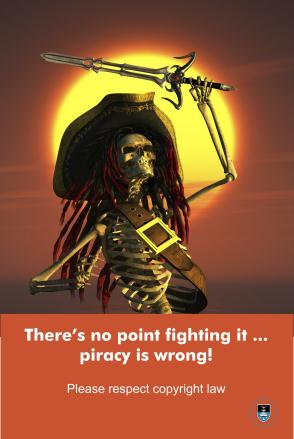 There's no point fighting it ...
piracy is wrong!
Please respect copyright law